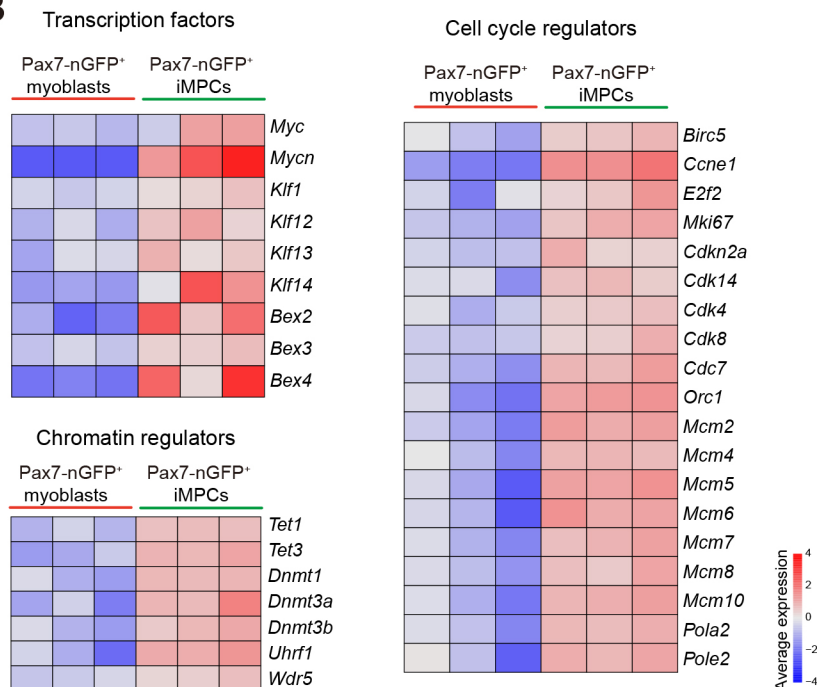 B
Transcription factors
Pax7-nGFP⁺ Pax7-nGFP⁺
myoblasts iMPCs
Myc
Mycn
Klf1
Klf12
Klf13
Klf14
Bex2
Bex3
Bex4
Chromatin regulators
Pax7-nGFP⁺ Pax7-nGFP⁺
myoblasts iMPCs
Tet1
Tet3
Dnmt1
Dnmt3a
Dnmt3b
Uhrf1
Wdr5
Cell cycle regulators
Pax7-nGFP⁺ Pax7-nGFP⁺
myoblasts iMPCs
Birc5
Ccne1
E2f2
Mki67
Cdkn2a
Cdk14
Cdk4
Cdk8
Cdc7
Orc1
Mcm2
Mcm4
Mcm5
Mcm6
Mcm7
Mcm8
Mcm10
Pola2
Pole2
Average expression
4
2
0
−2
−4